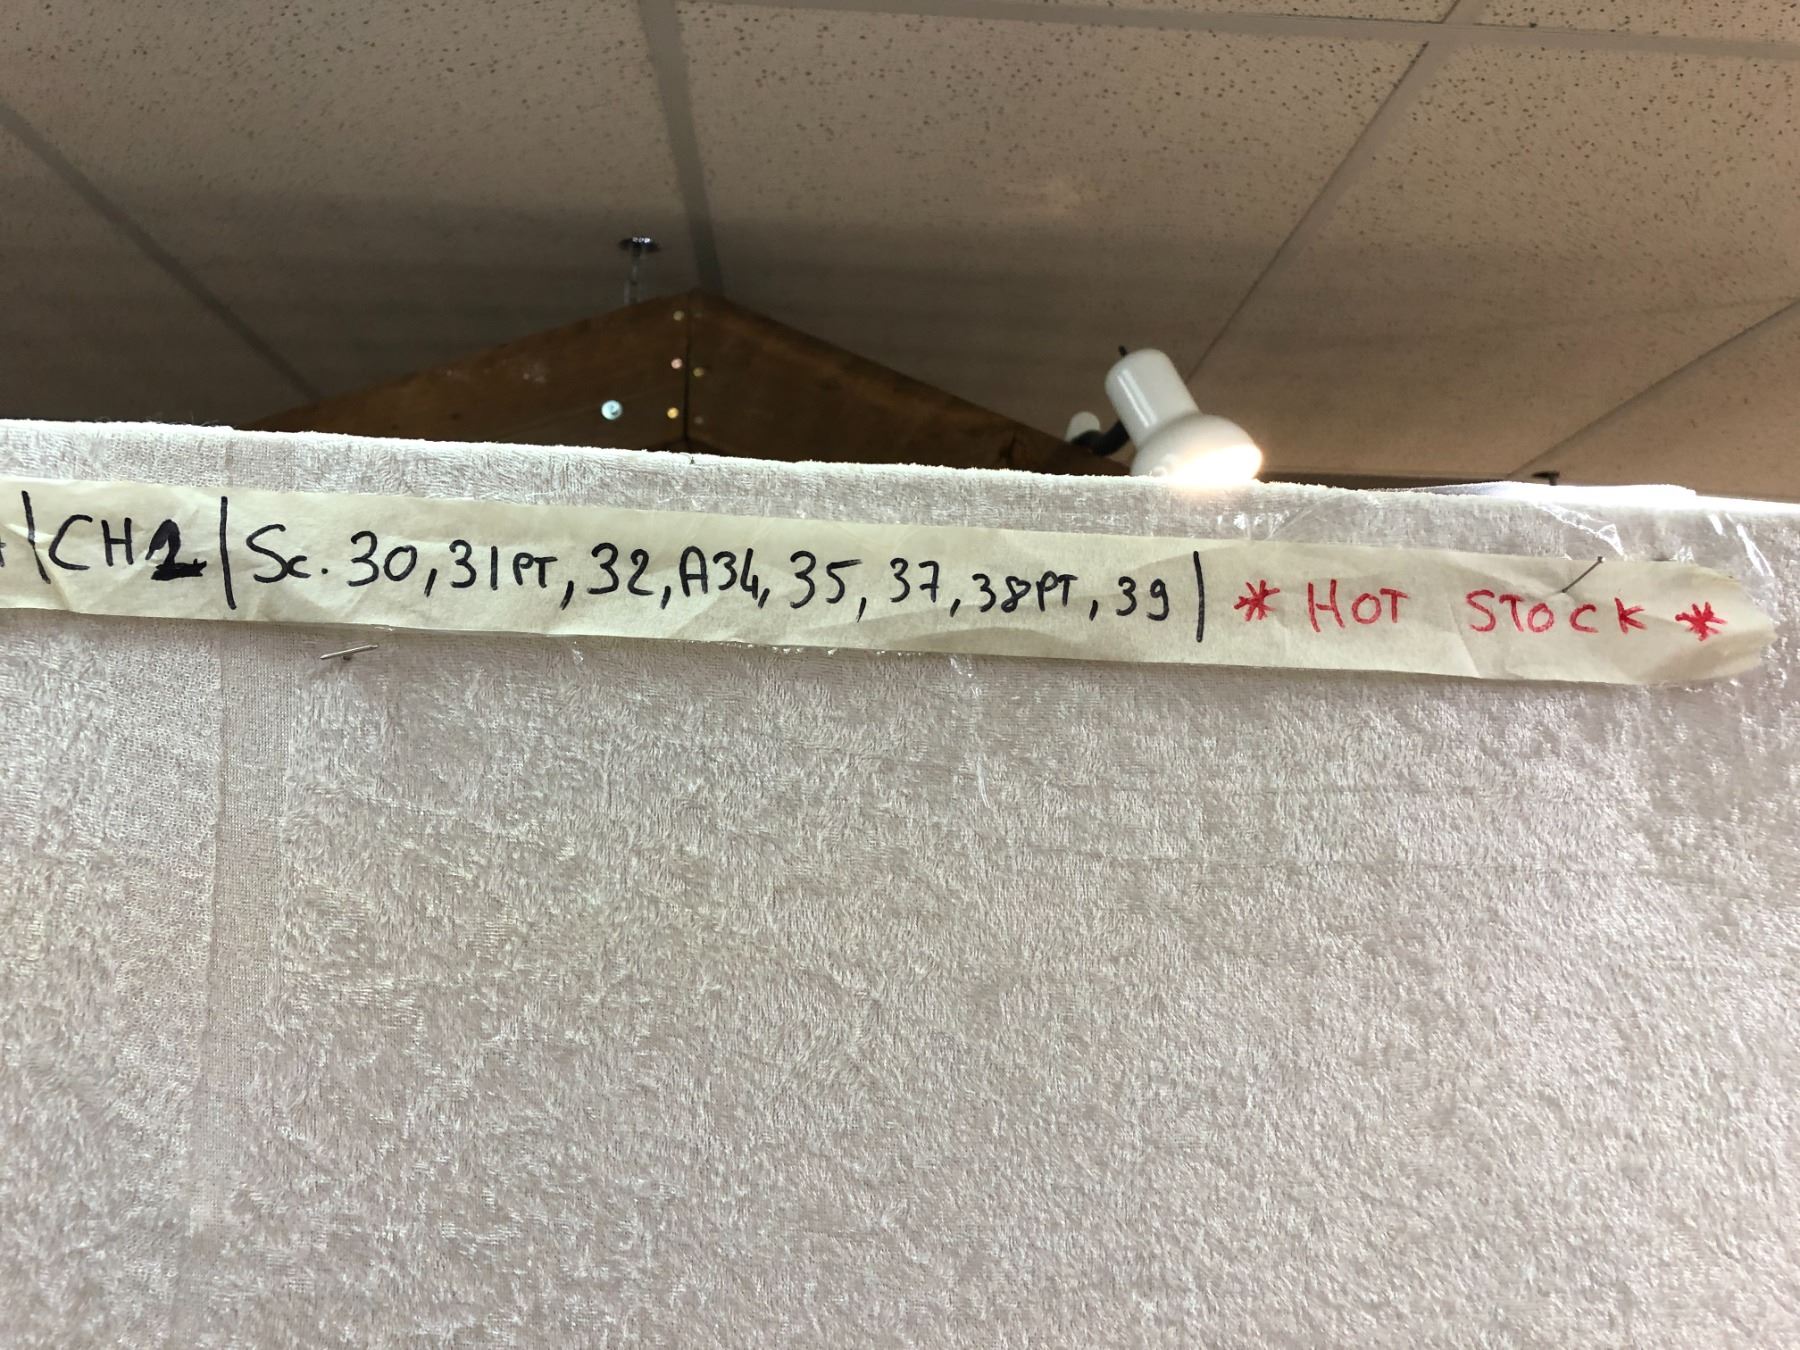 |CH2|Sc. 30, 31PT, 32, A34, 35, 37, 38PT, 39| * HOT STOCK *